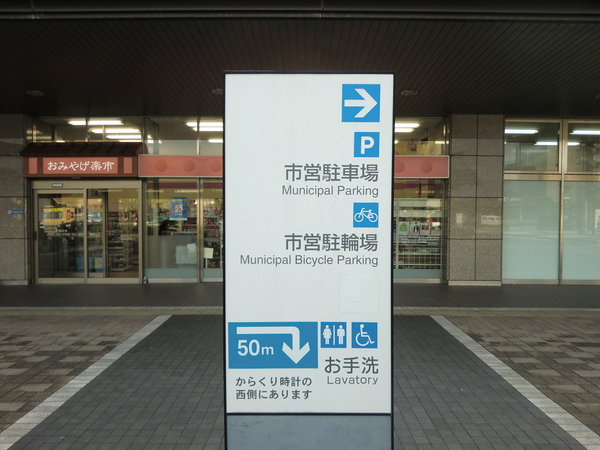 おみやげ楽市
P
市営駐車場
Municipal Parking
市営駐輪場
Municipal Bicycle Parking
50m
お手洗
Lavatory
からくり時計の
西側にあります